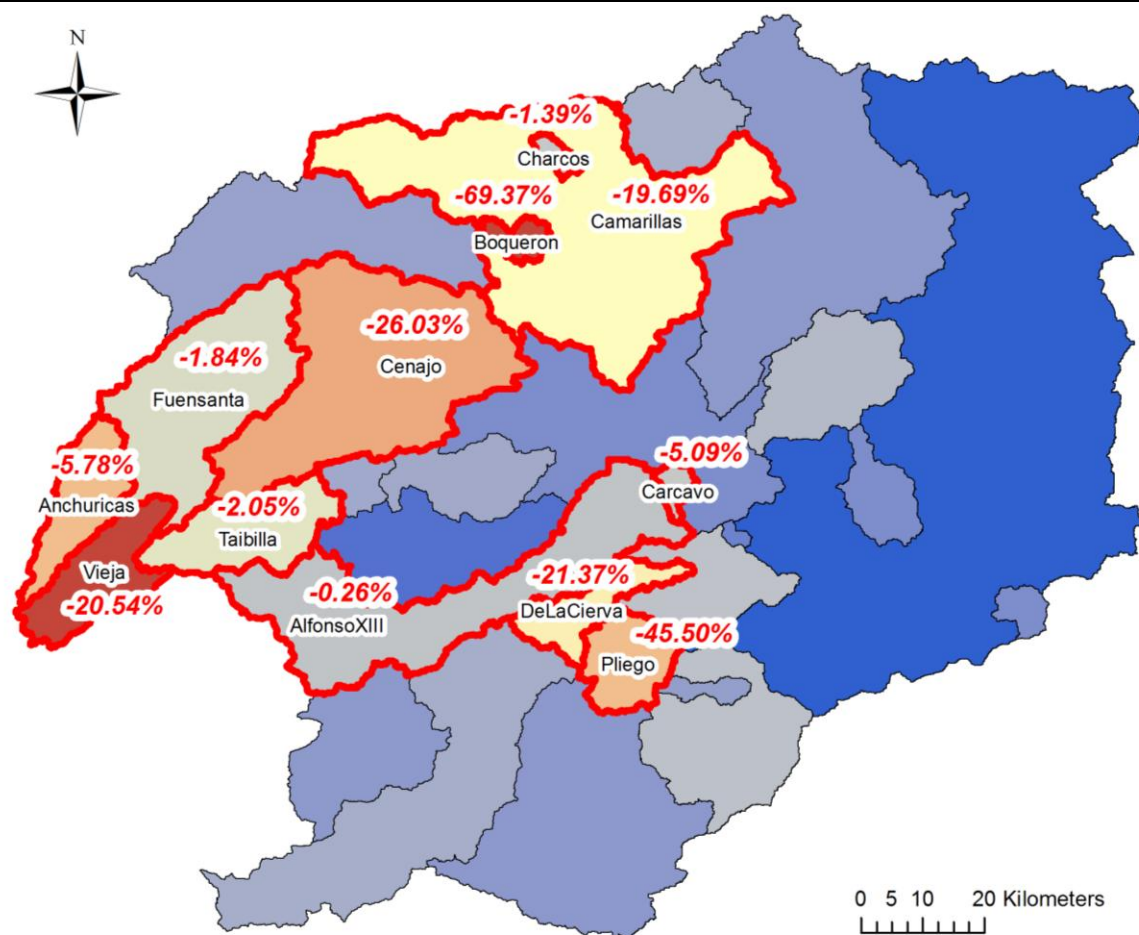 N
-1.39%
Charcos
-69.37%
-19.69%
Camarillas
Boqueron
-26.03%
-1.84%
Cenajo
Fuensanta
-5.09%
-5.78%
Carcavo
Anchuricas
-2.05%
Taibilla
Vieja
-21.37%
-0.26%
-20.54%
DeLaCierva
AlfonsoXIII
-45.50%
Pliego
0 5 10 20 Kilometers